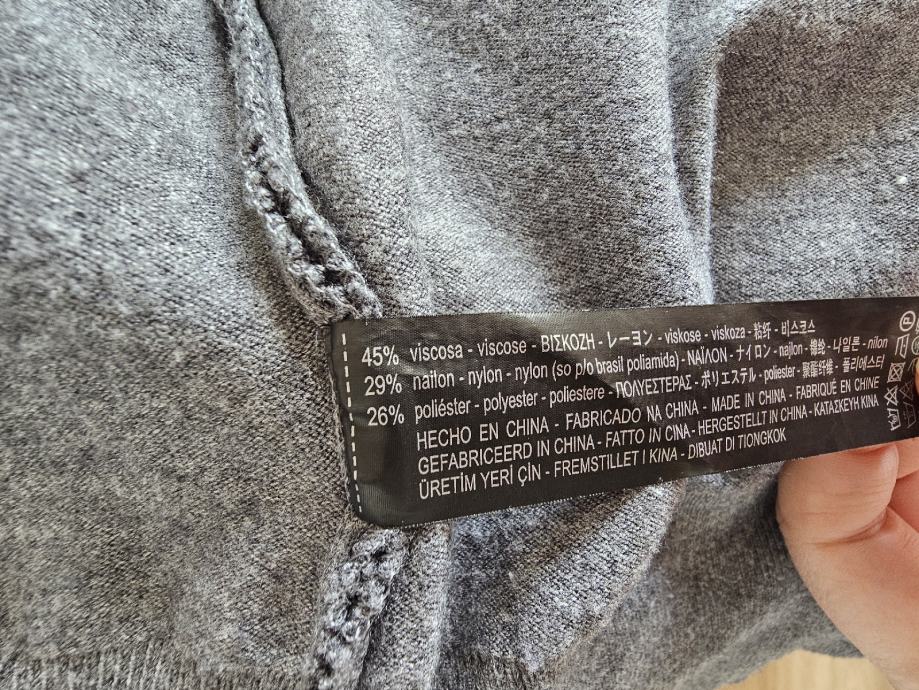 45% viscosa - viscose - ΒΙΣΚΟΖΗ - レーヨン - viskose - viskoza - 粘纤 - 비스코스
29% nailon - nylon - nylon (so p/o brasil poliamida) - ΝΑΪΛΟΝ - ナイロン - najlon - 锦纶 - 나일론 - nilon
26% poliéster - polyester - poliestere - ΠΟΛΥΕΣΤΕΡΑΣ - ポリエステル - poliester - 聚酯纤维 - 폴리에스터
HECHO EN CHINA - FABRICADO NA CHINA - MADE IN CHINA - FABRIQUÉ EN CHINE
GEFABRICEERD IN CHINA - FATTO IN CINA - HERGESTELLT IN CHINA - ΚΑΤΑΣΚΕΥΗ ΚΙΝΑ
ÜRETİM YERİ ÇIN - FREMSTILLET I KINA - DIBUAT DI TIONGKOK